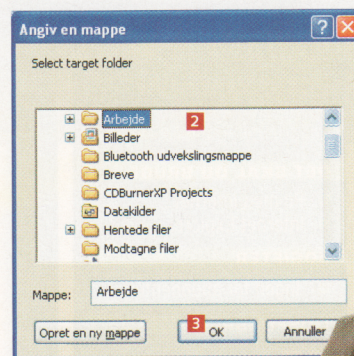 Angiv en mappe
Select target folder
Arbejde 2
Billeder
Bluetooth udvekslingsmappe
Breve
CDBurnerXP Projects
Datakilder
Hentede filer
Modtagne filer
Mappe: Arbejde
Opret en ny mappe 3 OK Annuller